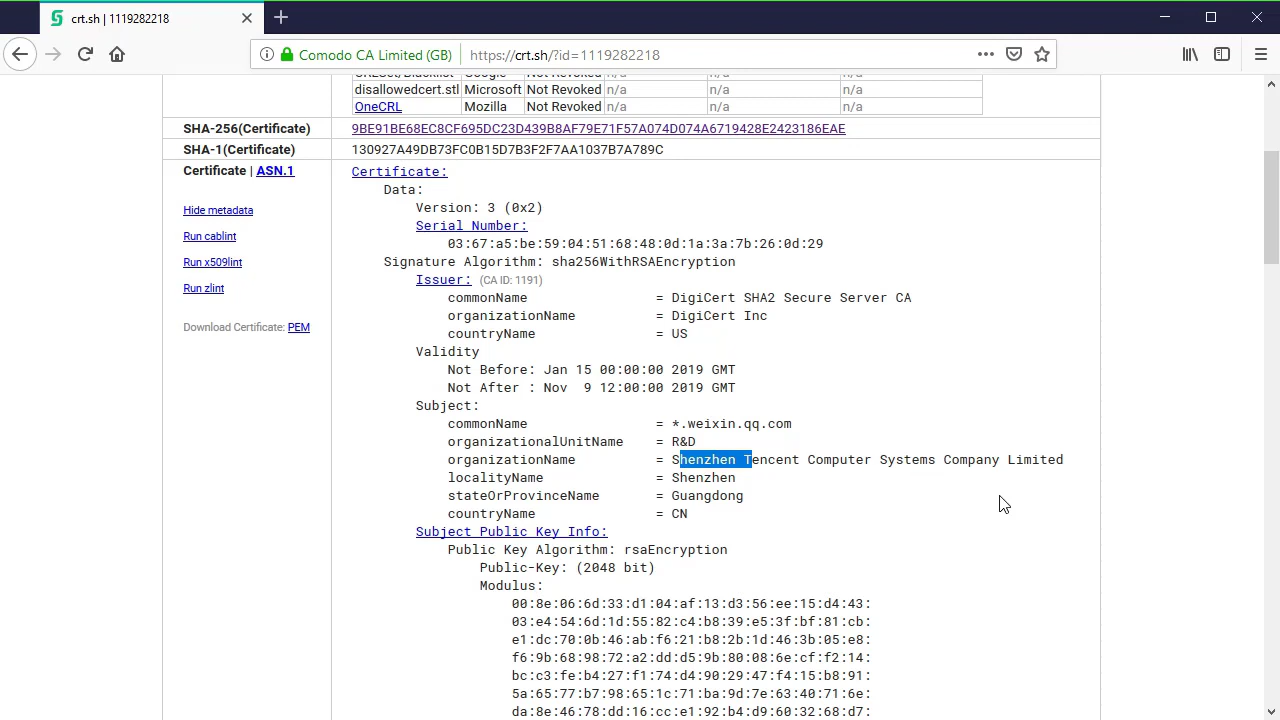 crt.sh | 1119282218
Comodo CA Limited (GB) https://crt.sh/?id=1119282218
disallowedcert.stl Microsoft Not Revoked n/a n/a n/a
OneCRL Mozilla Not Revoked n/a n/a n/a
SHA-256(Certificate) 9BE91BE68EC8CF695DC23D439B8AF79E71F57A074D074A6719428E2423186EAE
SHA-1(Certificate) 130927A49DB73FC0B15D7B3F2F7AA1037B7A789C
Certificate | ASN.1 Certificate:
Data:
Hide metadata Version: 3 (0x2)
Run cablint Serial Number:
03:67:a5:be:59:04:51:68:48:0d:1a:3a:7b:26:0d:29
Run x509lint Signature Algorithm: sha256WithRSAEncryption
Run zlint Issuer: (CA ID: 1191)
commonName = DigiCert SHA2 Secure Server CA
organizationName = DigiCert Inc
Download Certificate: PEM countryName = US
Validity
Not Before: Jan 15 00:00:00 2019 GMT
Not After : Nov 9 12:00:00 2019 GMT
Subject:
commonName = *.weixin.qq.com
organizationalUnitName = R&D
organizationName = Shenzhen Tencent Computer Systems Company Limited
localityName = Shenzhen
stateOrProvinceName = Guangdong
countryName = CN
Subject Public Key Info:
Public Key Algorithm: rsaEncryption
Public-Key: (2048 bit)
Modulus:
00:8e:06:6d:33:d1:04:af:13:d3:56:ee:15:d4:43:
03:e4:54:6d:1d:55:82:c4:b8:39:e5:3f:bf:81:cb:
e1:dc:70:0b:46:ab:f6:21:b8:2b:1d:46:3b:05:e8:
f6:9b:68:98:72:a2:dd:d5:9b:80:08:6e:cf:f2:14:
bc:c3:fe:b4:27:f1:74:d4:90:29:47:f4:15:b8:91:
5a:65:77:b7:98:65:1c:71:ba:9d:7e:63:40:71:6e:
da:8e:46:78:dd:16:cc:e1:92:b4:d9:60:32:68:d7: